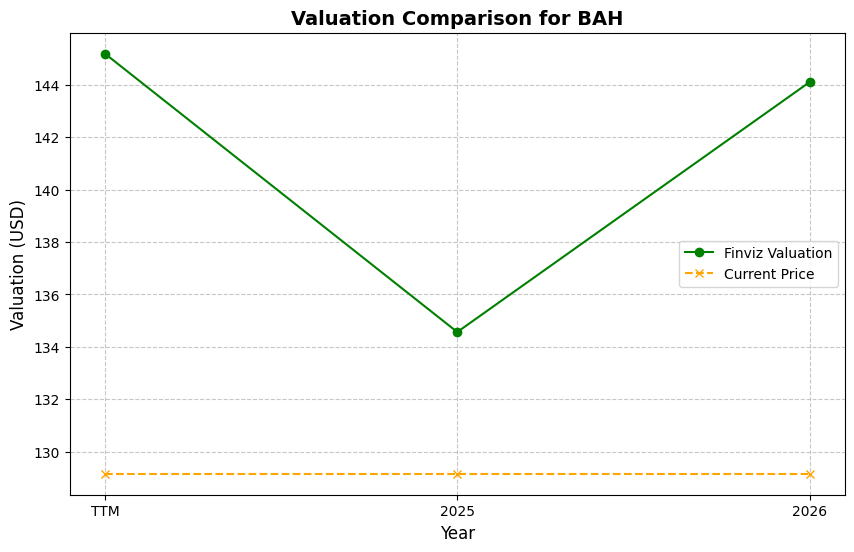 Valuation Comparison for BAH
Valuation (USD)
144
142
140
138
136
134
132
130
Finviz Valuation
Current Price
TTM
2025
2026
Year